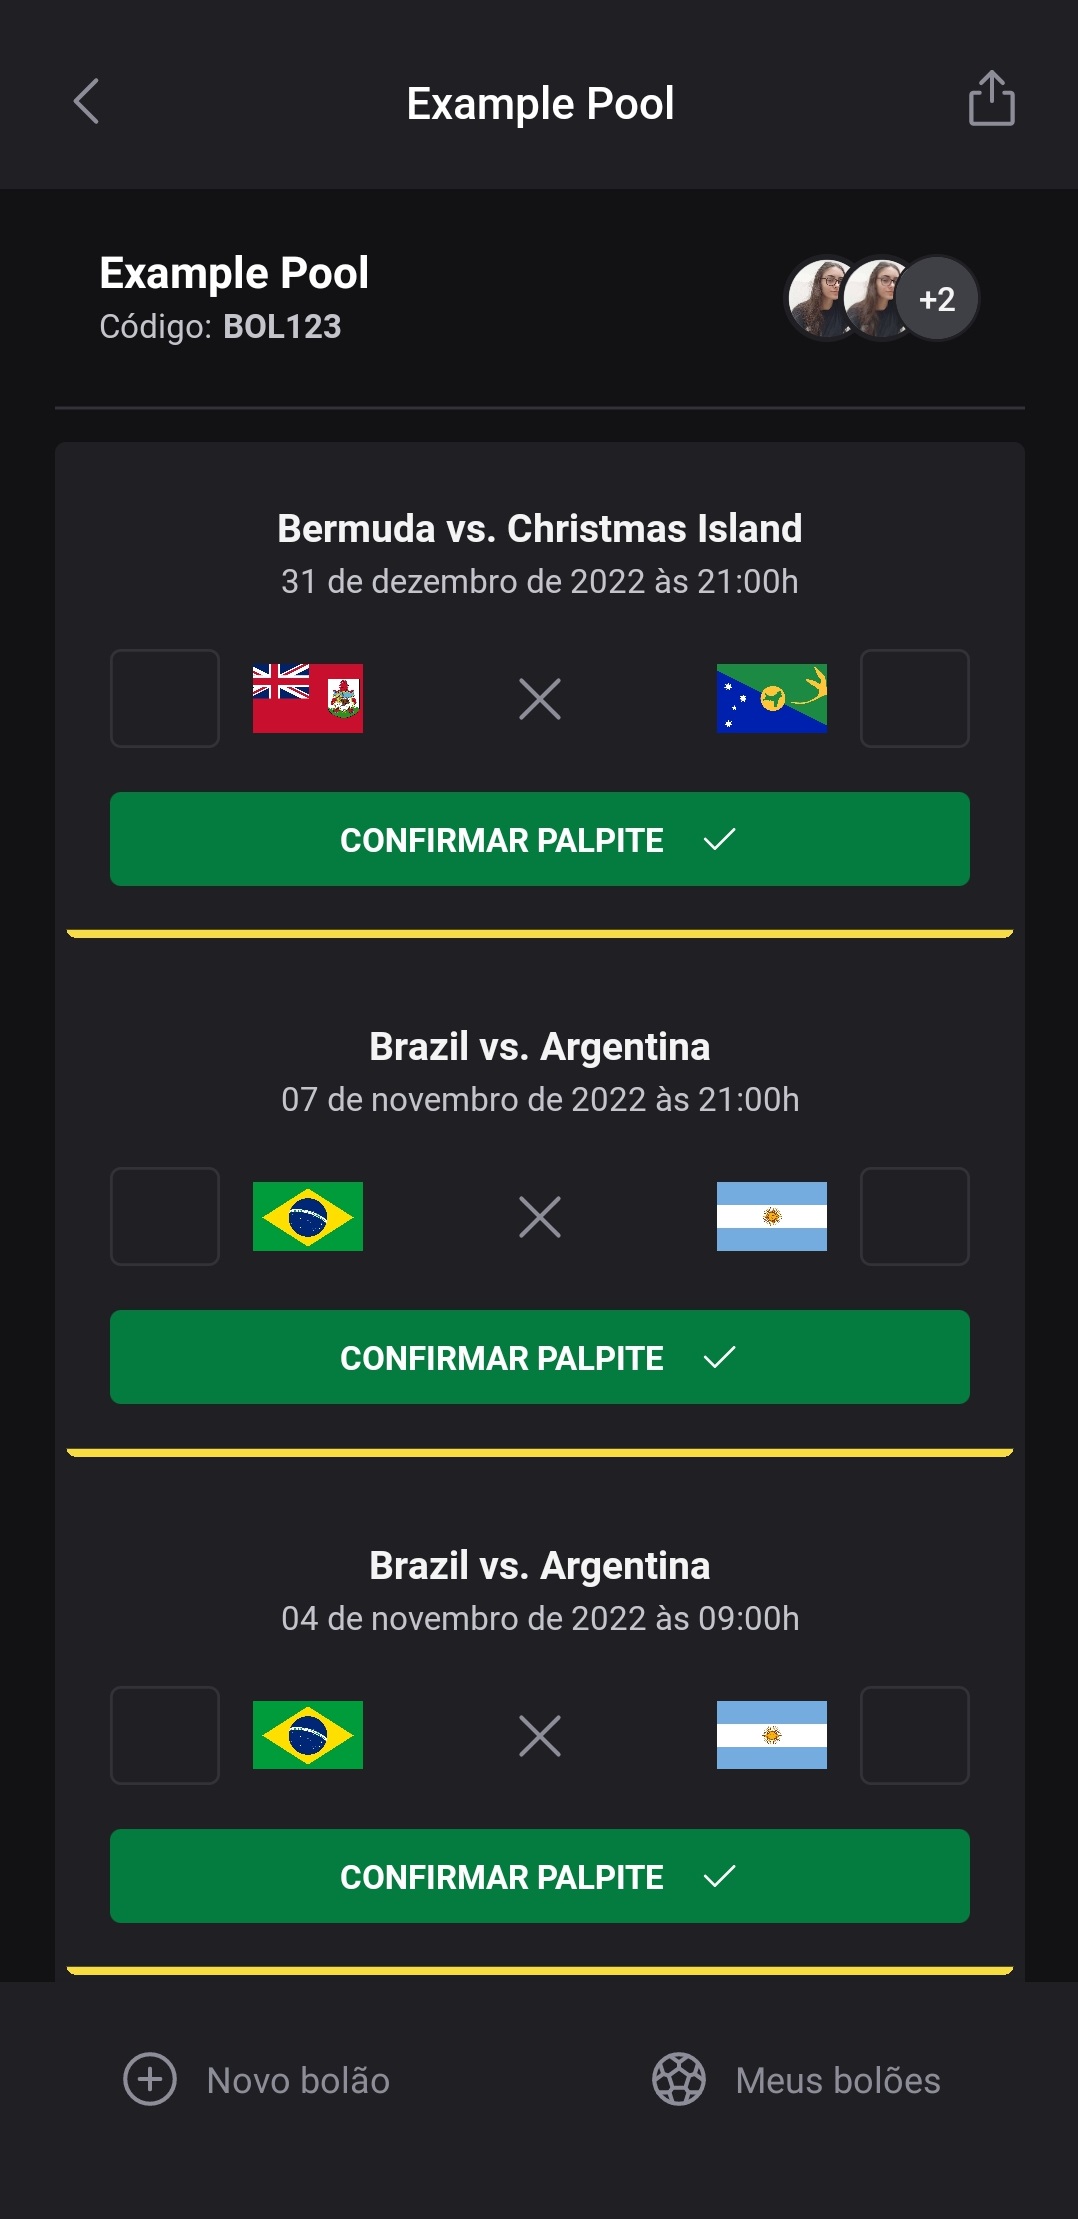 Example Pool
Example Pool
Código: BOL123
+2
Bermuda vs. Christmas Island
31 de dezembro de 2022 às 21:00h
CONFIRMAR PALPITE
Brazil vs. Argentina
07 de novembro de 2022 às 21:00h
CONFIRMAR PALPITE
Brazil vs. Argentina
04 de novembro de 2022 às 09:00h
CONFIRMAR PALPITE
Novo bolão
Meus bolões